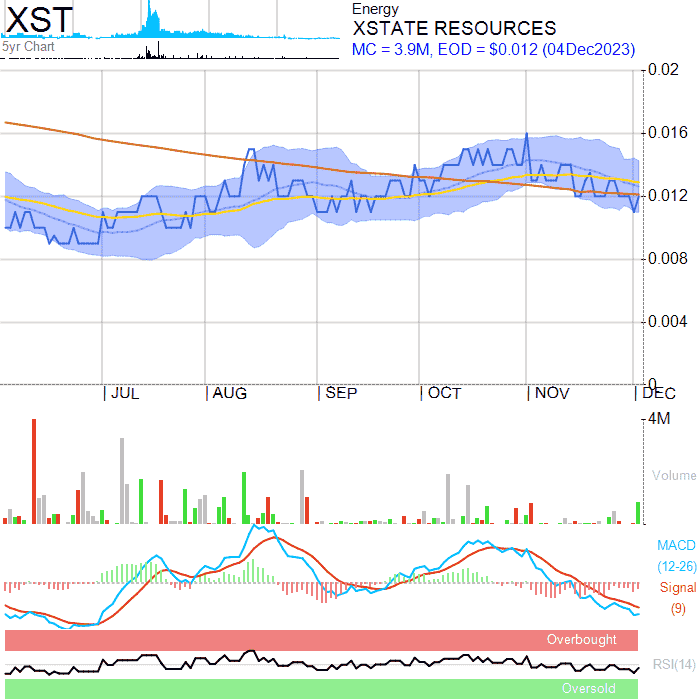 XST
5yr Chart
Energy
XSTATE RESOURCES
MC = 3.9M, EOD = $0.012 (04Dec2023)
0.02
0.016
0.012
0.008
0.004
0
JUL AUG SEP OCT NOV DEC
4M
Volume
MACD
(12-26)
Signal
(9)
Overbought
RSI(14)
Oversold